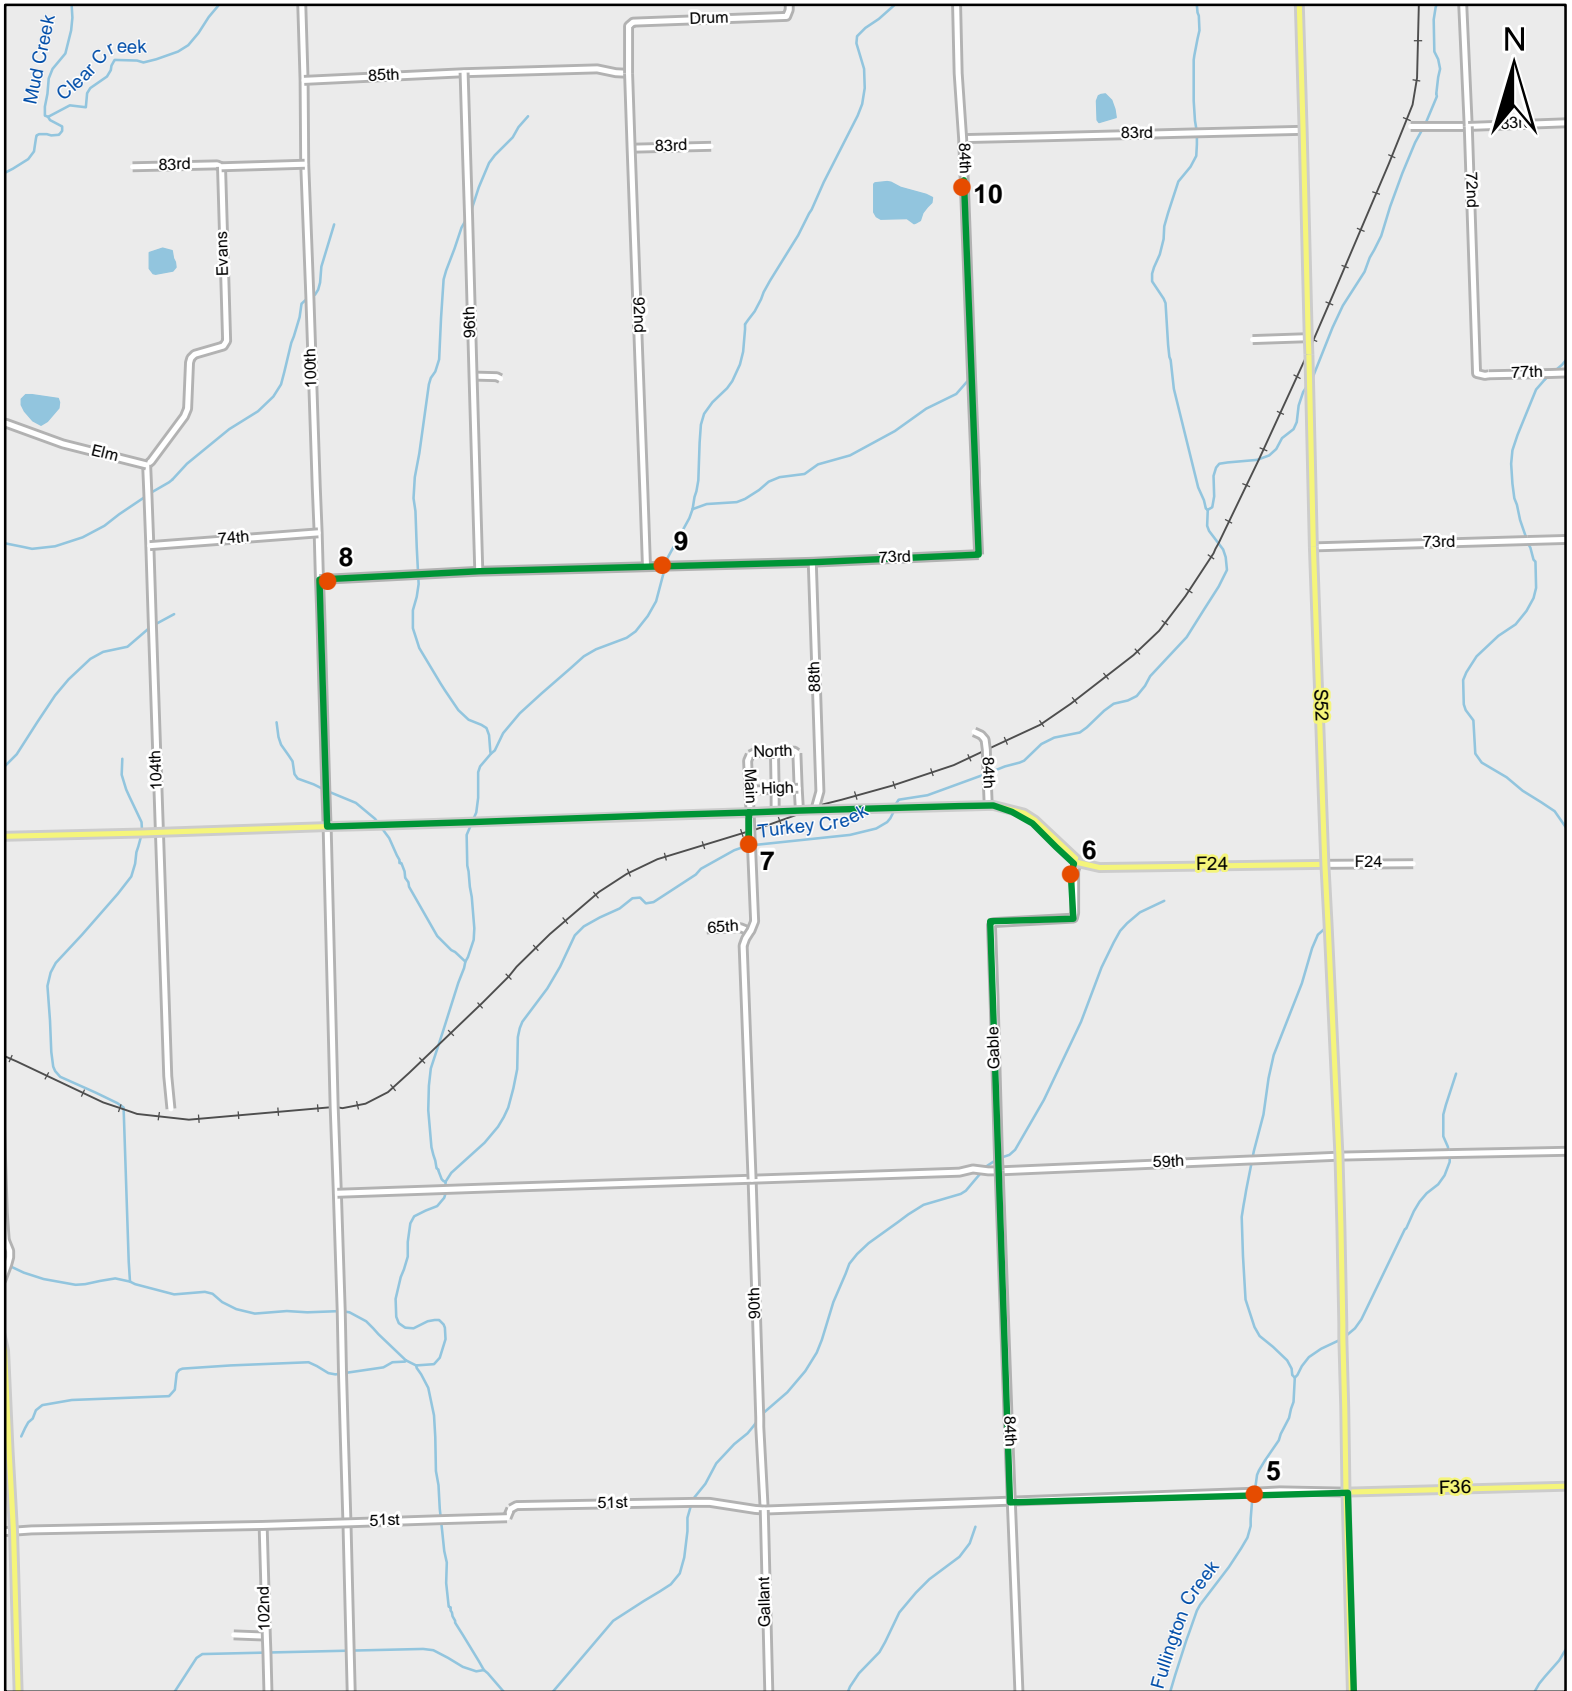 Drum
Mud Creek
Clear Creek
N
85th
83rd
83rd
83rd
83rd
84th
72nd
10
Evans
96th
92nd
100th
77th
Elm
74th
8
9
73rd
73rd
88th
S52
104th
North
Main
High
84th
Turkey Creek
7
6
F24
F24
65th
Gable
59th
90th
84th
5
F36
51st
51st
102nd
Gallant
Fullington Creek